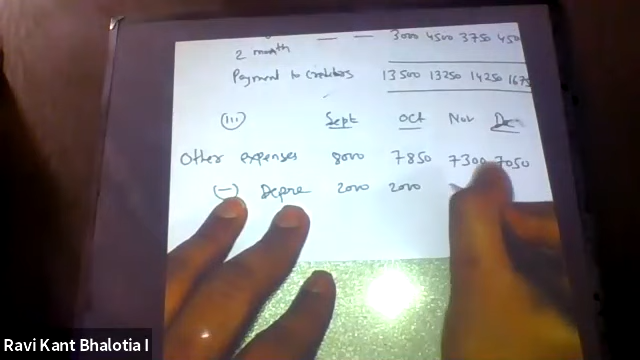 3000 4500 3750 450
2 month
Payment to creditors 13500 13250 14250 1675
(iii) Sept Oct Nov Dec
Other expenses 8000 7850 7300 7050
(-) Depre 2000 2000
Ravi Kant Bhalotia I